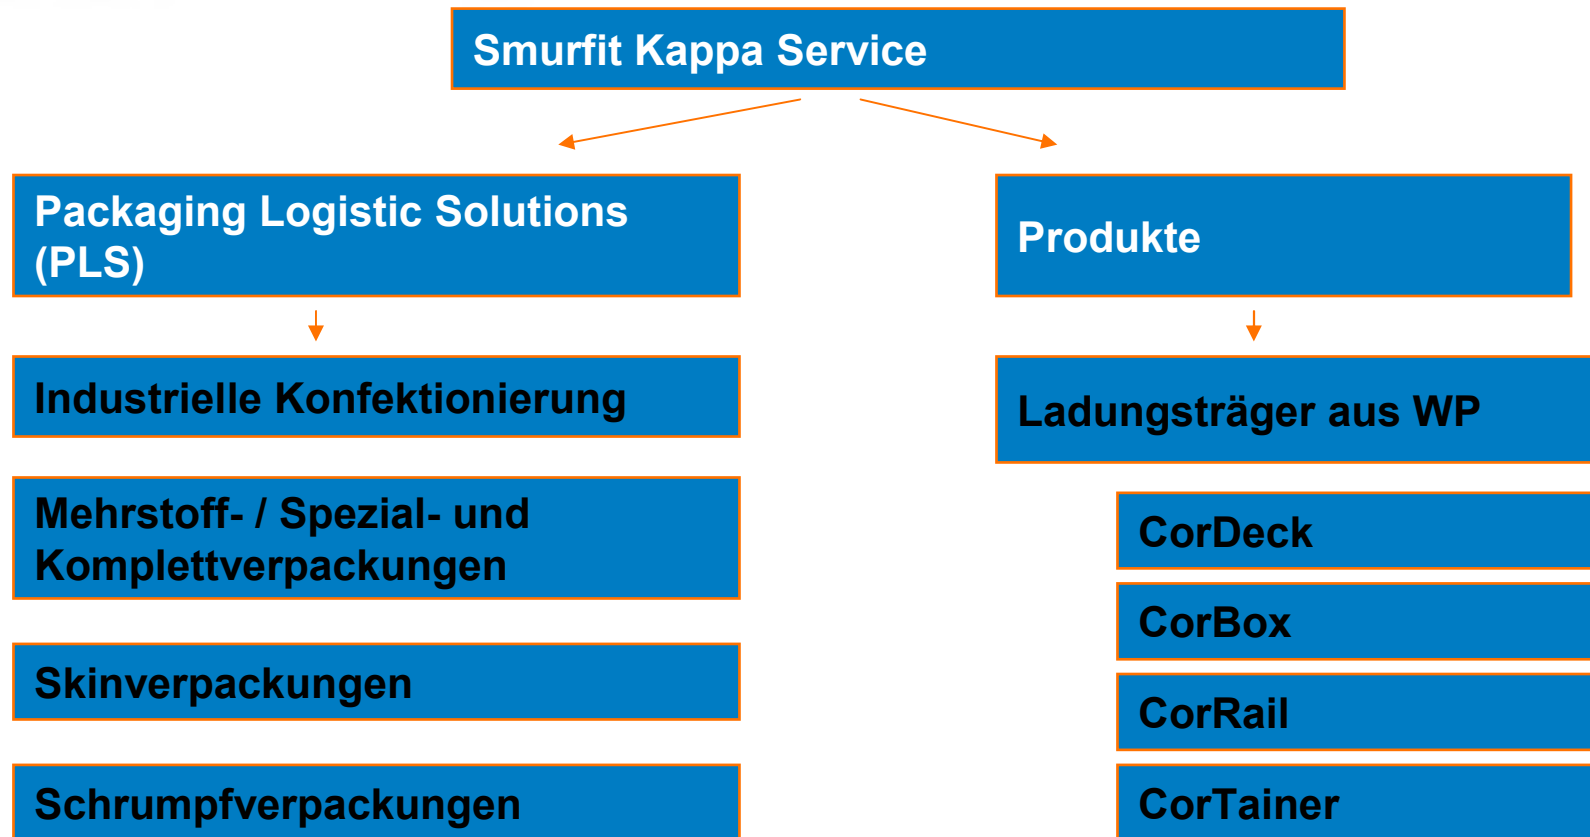 Smurfit Kappa Service
Packaging Logistic Solutions
(PLS)
Produkte
Industrielle Konfektionierung
Ladungsträger aus WP
Mehrstoff- / Spezial- und
Komplettverpackungen
CorDeck
CorBox
Skinverpackungen
CorRail
Schrumpfverpackungen
CorTainer